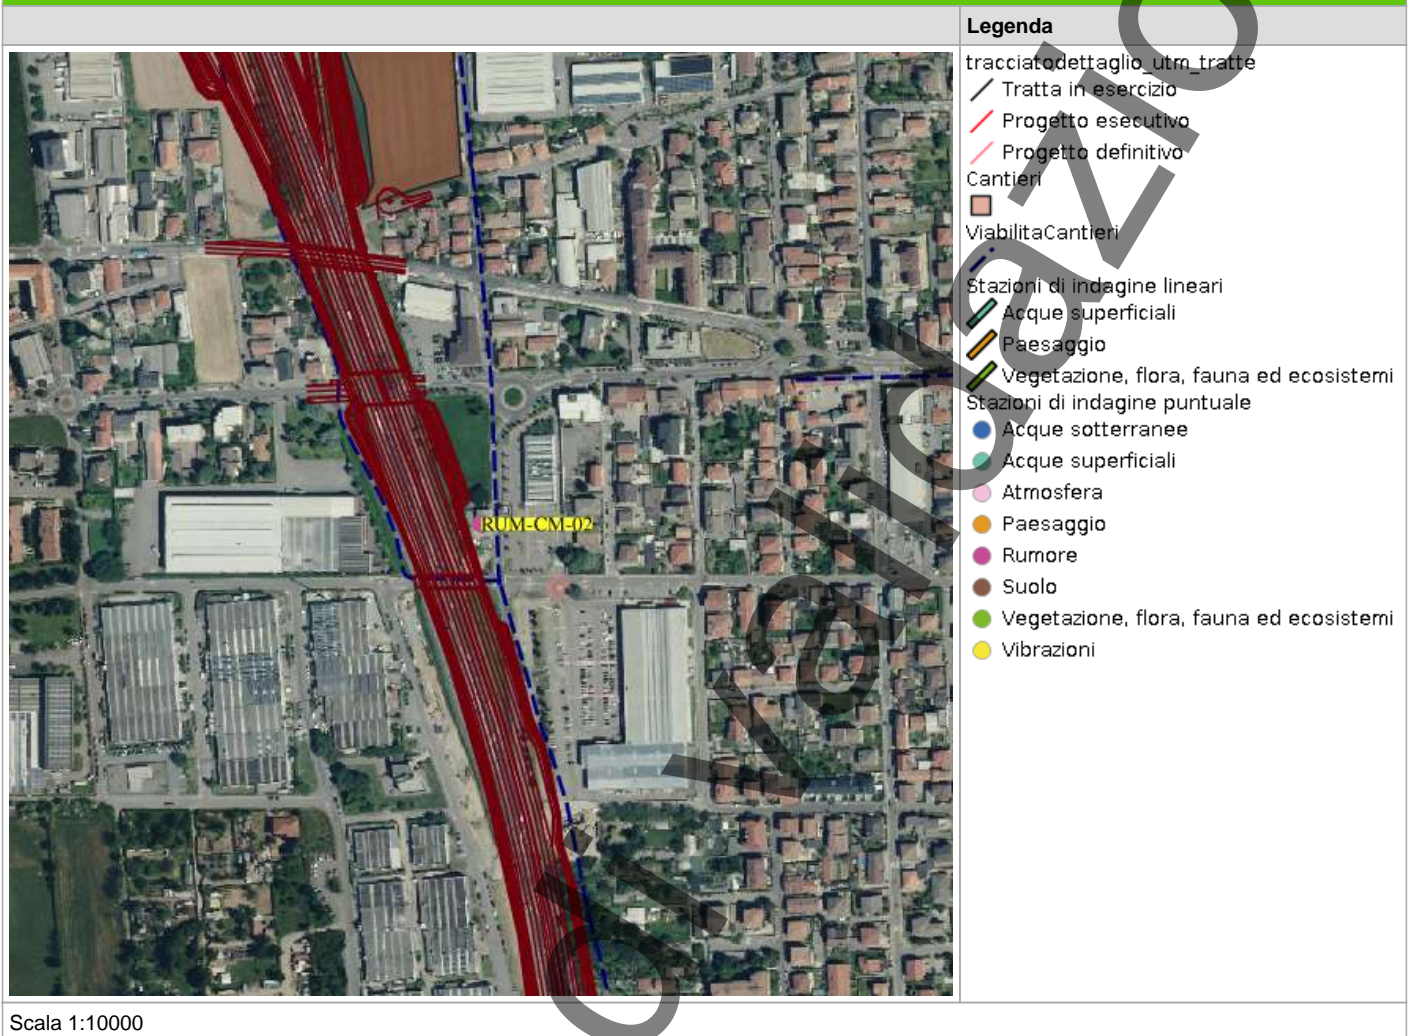 Legenda
tracciatodettaglio_utm_tratte
Tratta in esercizio
Progetto esecutivo
Progetto definitivo
Cantieri
ViabilitaCantieri
Stazioni di indagine lineari
Acque superficiali
Paesaggio
Vegetazione, flora, fauna ed ecosistemi
Stazioni di indagine puntuale
Acque sotterranee
Acque superficiali
Atmosfera
Paesaggio
Rumore
Suolo
Vegetazione, flora, fauna ed ecosistemi
Vibrazioni
RUM-CM-02
di validazio
Scala 1:10000